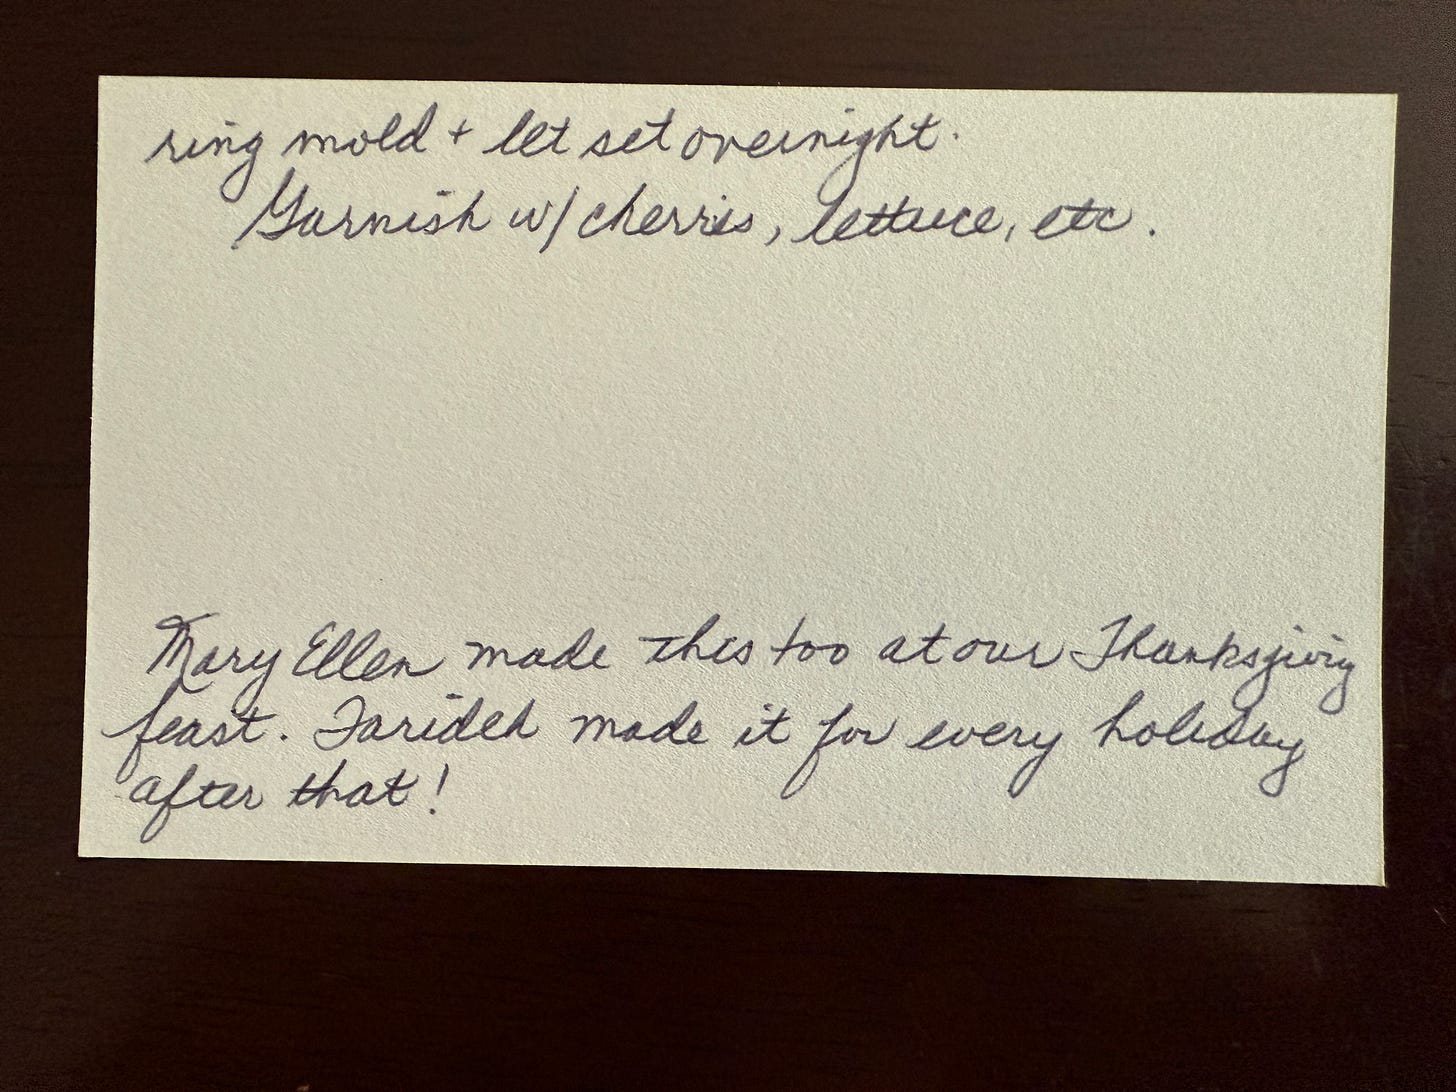 ring mold + let set overnight.
Garnish w/ cherries, lettuce, etc.
Mary Ellen made this too at our Thanksgiving
feast. Farideh made it for every holiday
after that!